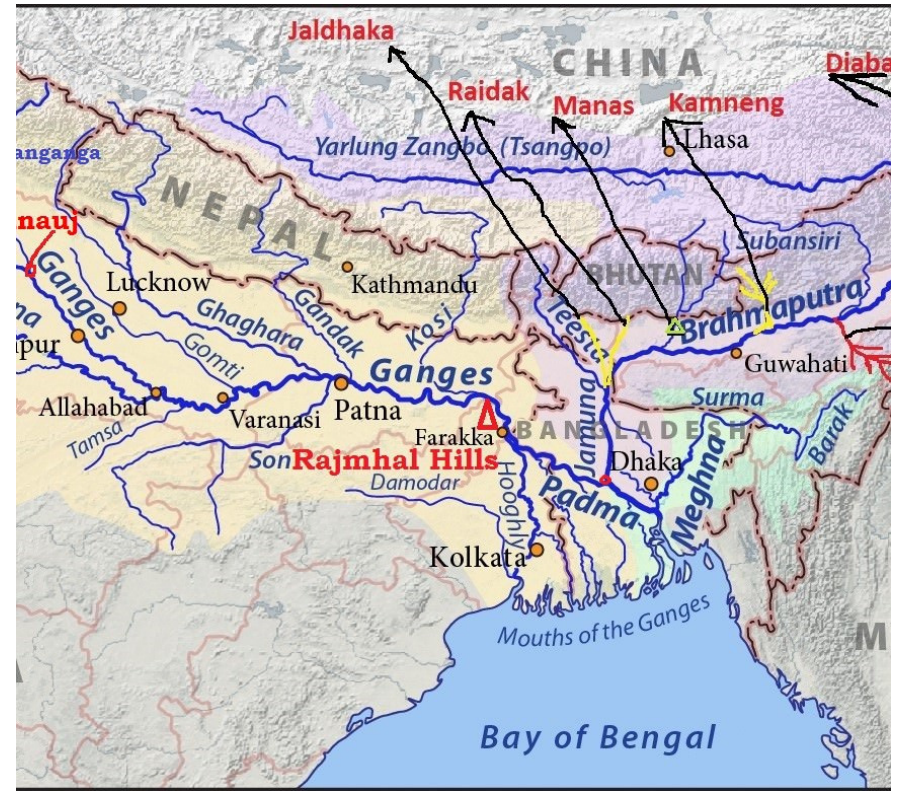 Jaldhaka
CHINA
Diaba
Raidak
Manas
Kamneng
Lhasa
Yarlung Zangbo (Tsangpo)
anganga
NEPAL
nauj
Subansiri
BHUTAN
Kathmandu
Lucknow
Ganges
Ghaghara
Gandak
Kosi
Teesta
Brahmaputra
na
pur
Gomti
Ganges
Guwahati
Allahabad
Varanasi
Patna
Surma
Tamsa
Farakka
BANGLADESH
Jamuna
Barak
Son
Rajmhal Hills
Dhaka
Damodar
Hooghly
Padma
Meghna
Kolkata
Mouths of the Ganges
M
A
Bay of Bengal